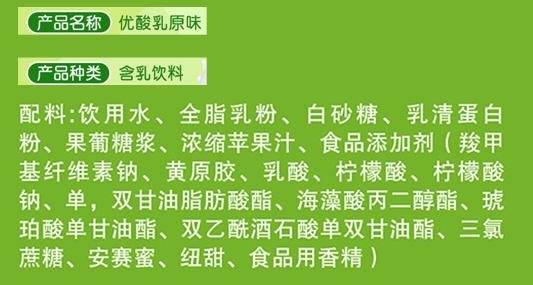 产品名称 优酸乳原味
产品种类 含乳饮料
配料:饮用水、全脂乳粉、白砂糖、乳清蛋白
粉、果葡糖浆、浓缩苹果汁、食品添加剂（羧甲
基纤维素钠、黄原胶、乳酸、柠檬酸、柠檬酸
钠、单，双甘油脂肪酸酯、海藻酸丙二醇酯、琥
珀酸单甘油酯、双乙酰酒石酸单双甘油酯、三氯
蔗糖、安赛蜜、纽甜、食品用香精）